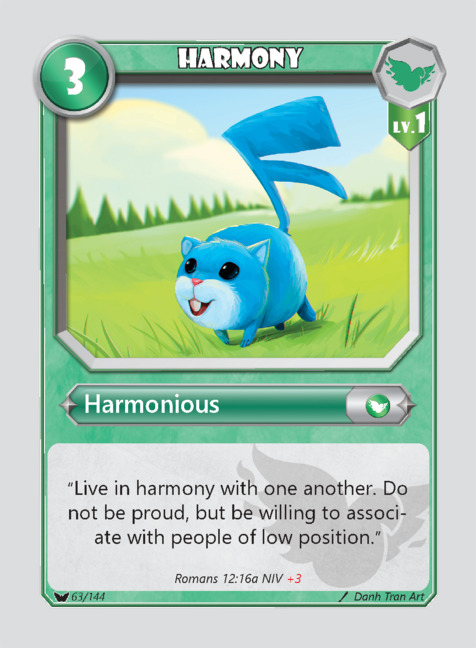 HARMONY
3
LV.1
Harmonious
"Live in harmony with one another. Do
not be proud, but be willing to associ-
ate with people of low position."
Romans 12:16a NIV +3
63/144
Danh Tran Art